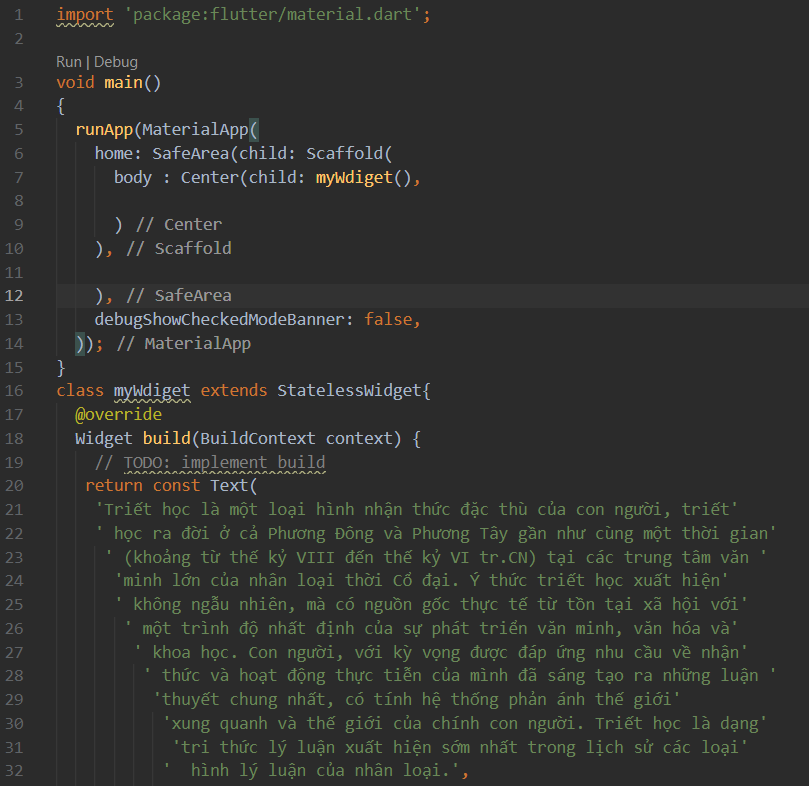 1 import 'package:flutter/material.dart';
2
Run | Debug
3 void main()
4 {
5 runApp(MaterialApp(
6 home: SafeArea(child: Scaffold(
7 body : Center(child: myWdiget(),
8
9 ) // Center
10 ), // Scaffold
11
12 ), // SafeArea
13 debugShowCheckedModeBanner: false,
14 )); // MaterialApp
15 }
16 class myWdiget extends StatelessWidget{
17 @override
18 Widget build(BuildContext context) {
19 // TODO: implement build
20 return const Text(
21 'Triết học là một loại hình nhận thức đặc thù của con người, triết'
22 ' học ra đời ở cả Phương Đông và Phương Tây gần như cùng một thời gian'
23 ' (khoảng từ thế kỷ VIII đến thế kỷ VI tr.CN) tại các trung tâm văn '
24 'minh lớn của nhân loại thời Cổ đại. Ý thức triết học xuất hiện'
25 ' không ngẫu nhiên, mà có nguồn gốc thực tế từ tồn tại xã hội với'
26 ' một trình độ nhất định của sự phát triển văn minh, văn hóa và'
27 ' khoa học. Con người, với kỳ vọng được đáp ứng nhu cầu về nhận'
28 ' thức và hoạt động thực tiễn của mình đã sáng tạo ra những luận '
29 'thuyết chung nhất, có tính hệ thống phản ánh thế giới'
30 'xung quanh và thế giới của chính con người. Triết học là dạng'
31 'tri thức lý luận xuất hiện sớm nhất trong lịch sử các loại'
32 '  hình lý luận của nhân loại.',